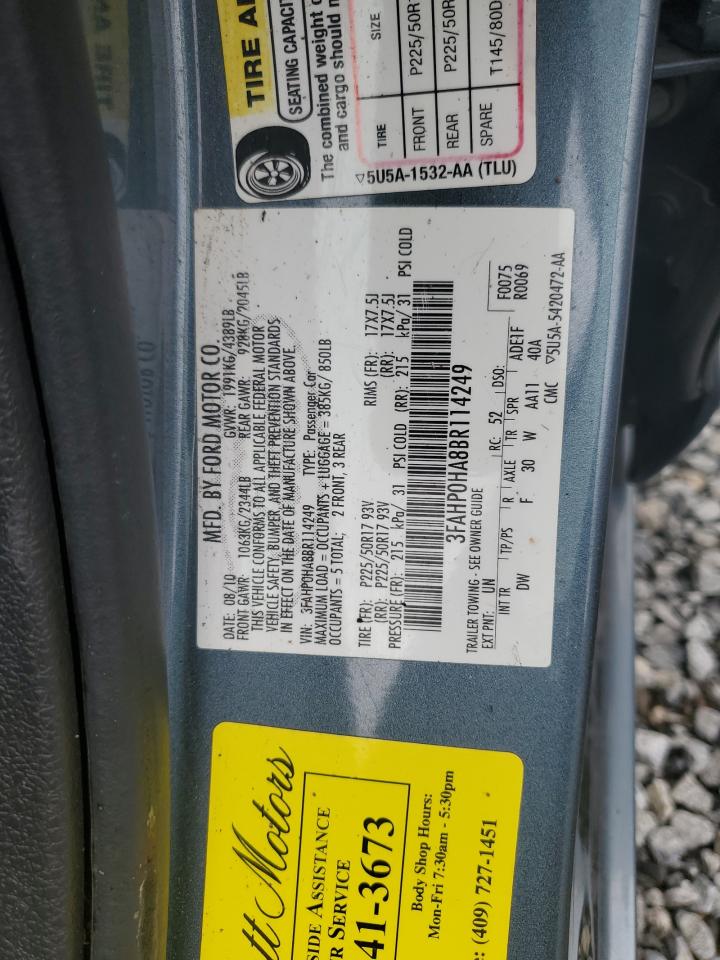 TIRE
SEATING CAPACITY
The combined weight
and cargo should
TIRE SIZE
FRONT P225/50R17
REAR P225/50R
SPARE T145/80D
▽5U5A-1532-AA (TLU)
MFD. BY FORD MOTOR CO.
DATE: 08/10 GVWR: 1991KG/4389LB
FRONT GAWR: 1063KG/2344LB REAR GAWR: 928KG/2045LB
THIS VEHICLE CONFORMS TO ALL APPLICABLE FEDERAL MOTOR
VEHICLE SAFETY, BUMPER, AND THEFT PREVENTION STANDARDS
IN EFFECT ON THE DATE OF MANUFACTURE SHOWN ABOVE.
VIN: 3FAHP0HA8BR114249 TYPE: Passenger Car
MAXIMUM LOAD = OCCUPANTS + LUGGAGE = 385KG/ 850LB
OCCUPANTS = 5 TOTAL; 2 FRONT, 3 REAR
TIRE (FR): P225/50R17 93V RIMS (FR): 17X7.5J
(RR): P225/50R17 93V (RR): 17X7.5J
PRESSURE (FR): 215 kPa/ 31 PSI COLD (RR): 215 kPa/ 31 PSI COLD
3FAHP0HA8BR114249
TRAILER TOWING - SEE OWNER GUIDE F0075
EXT PNT: UN RC: 52 DSO: R0069
INT TR TP/PS R AXLE TR SPR ADE1F
DW F 30 W AA11 40A
CMC ▽5U5A-5420472-AA
tt Motors
SIDE ASSISTANCE
R SERVICE
41-3673
Body Shop Hours:
Mon-Fri 7:30am - 5:30pm
e: (409) 727-1451